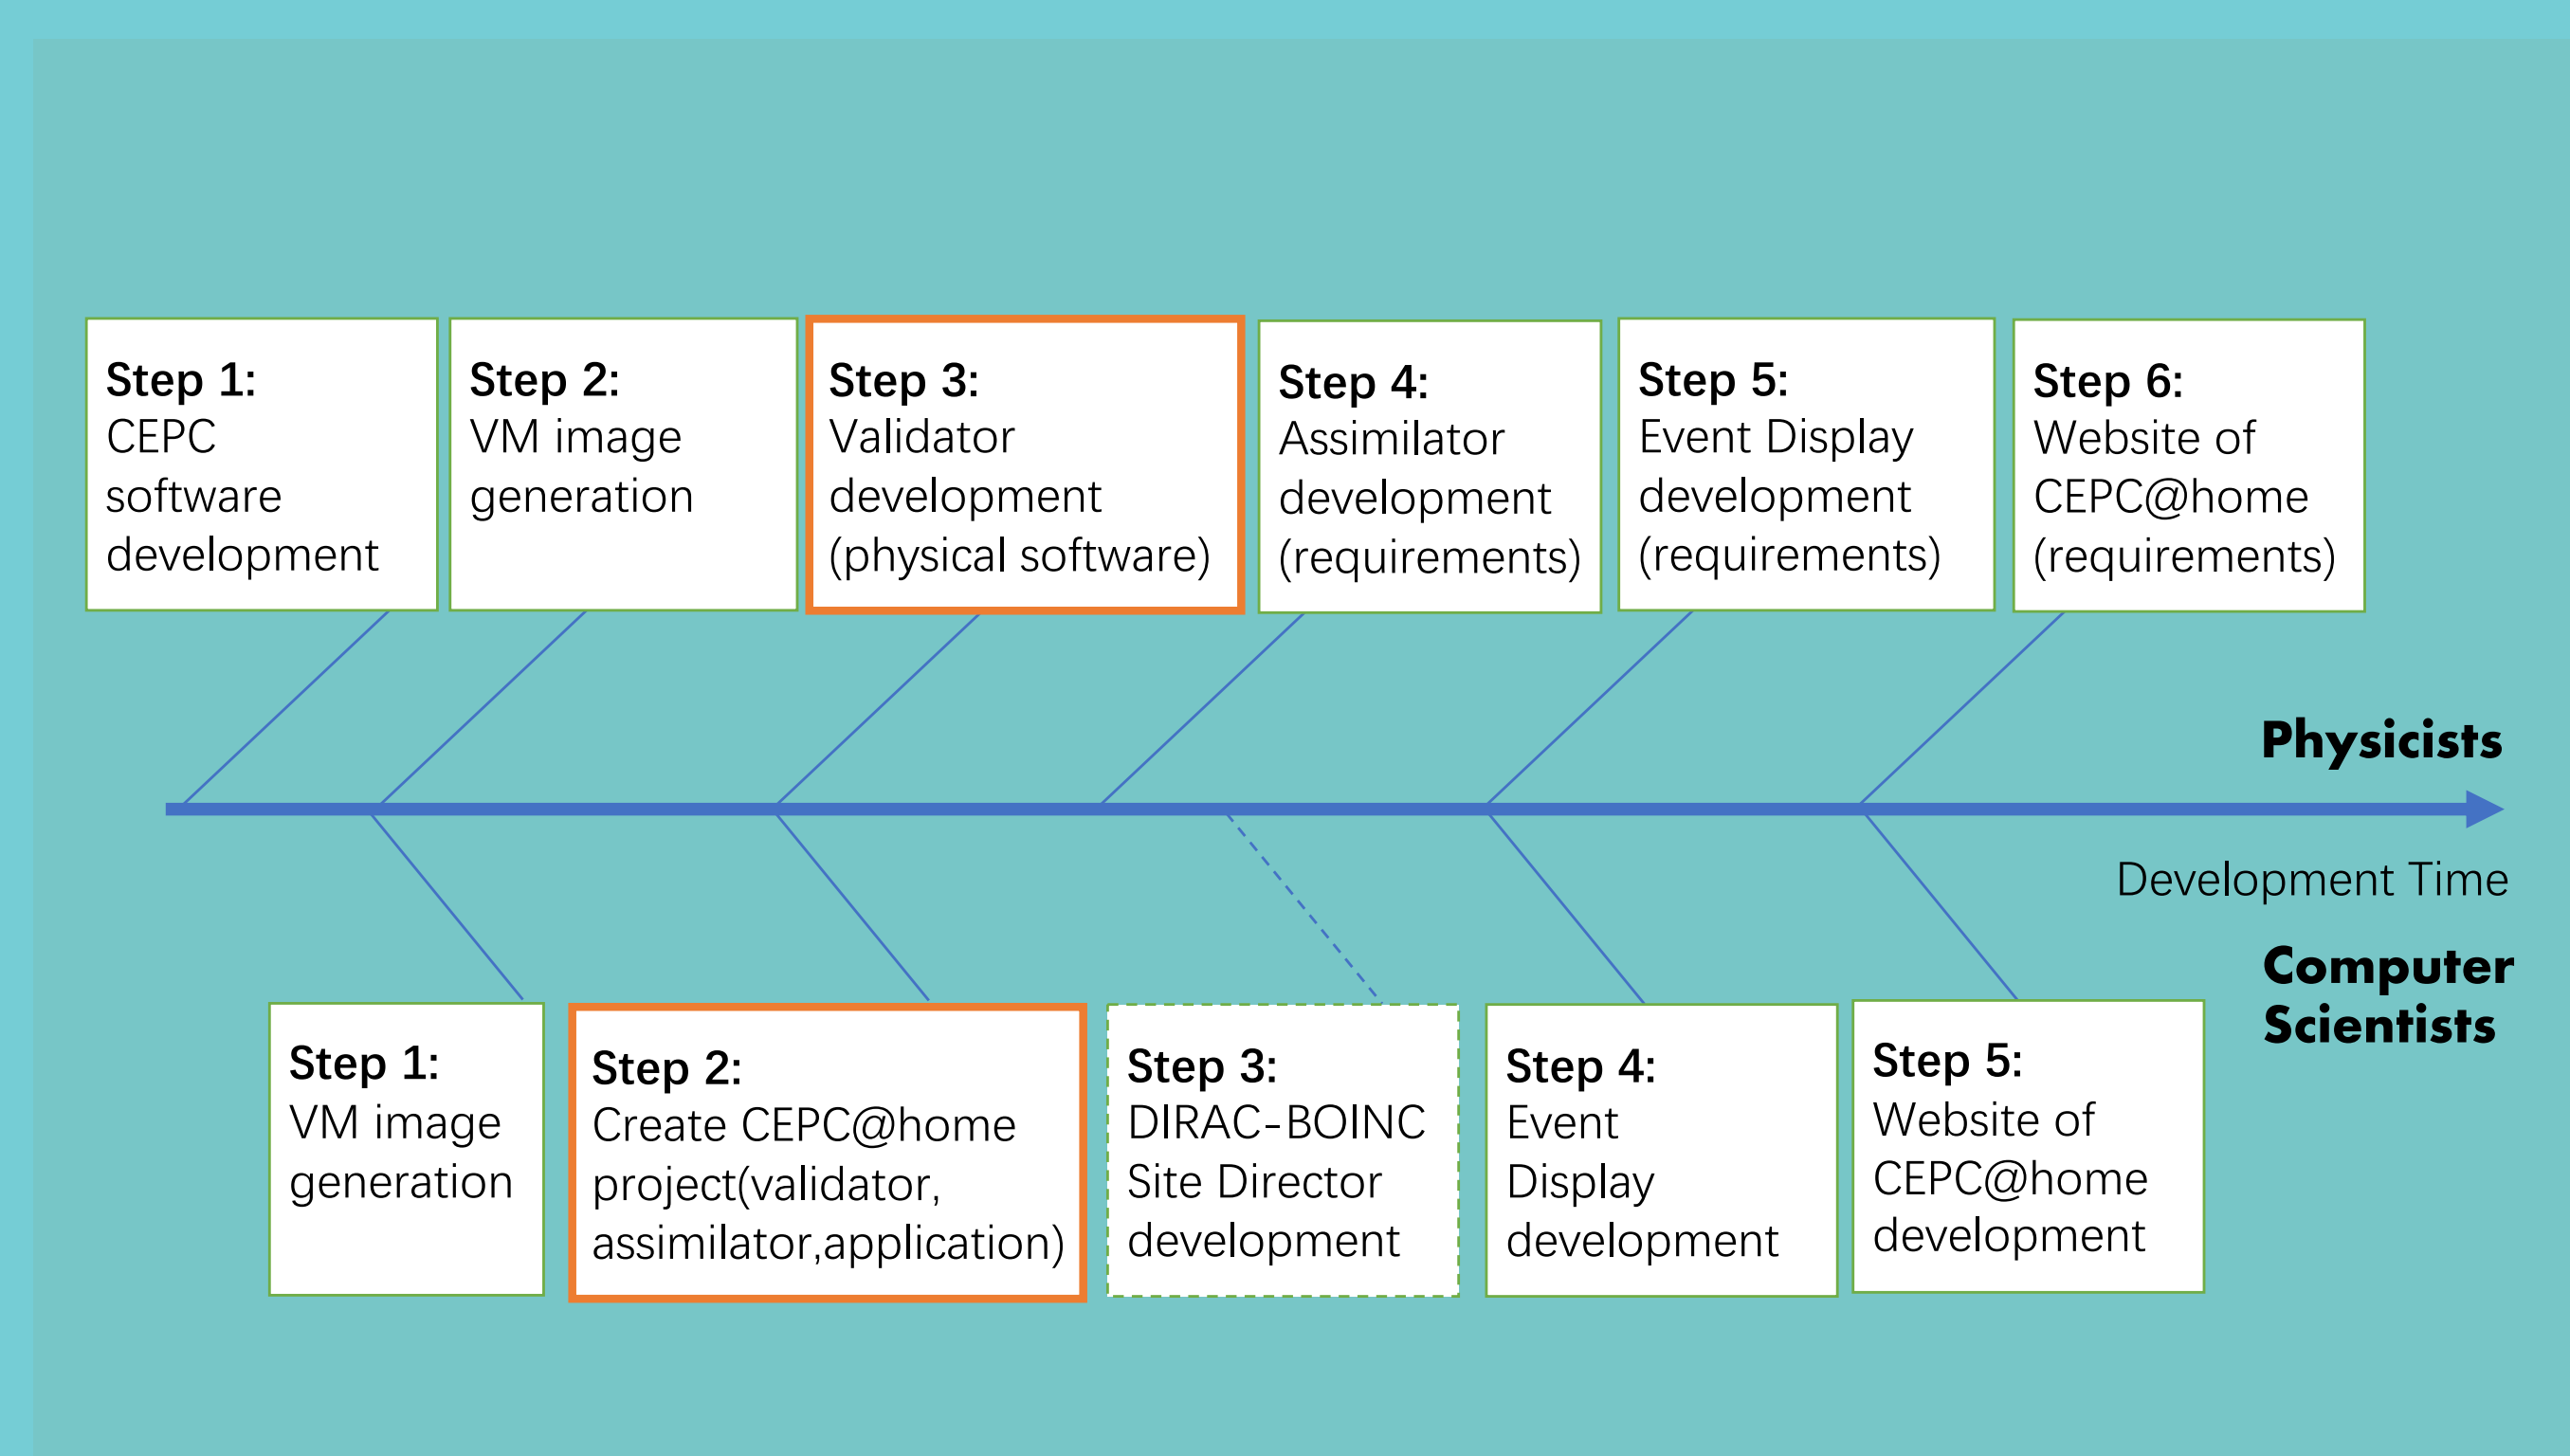 Step 1:
CEPC
software
development
Step 2:
VM image
generation
Step 3:
Validator
development
(physical software)
Step 4:
Assimilator
development
(requirements)
Step 5:
Event Display
development
(requirements)
Step 6:
Website of
CEPC@home
(requirements)
Physicists
Development Time
Computer
Scientists
Step 1:
VM image
generation
Step 2:
Create CEPC@home
project(validator,
assimilator,application)
Step 3:
DIRAC-BOINC
Site Director
development
Step 4:
Event
Display
development
Step 5:
Website of
CEPC@home
development